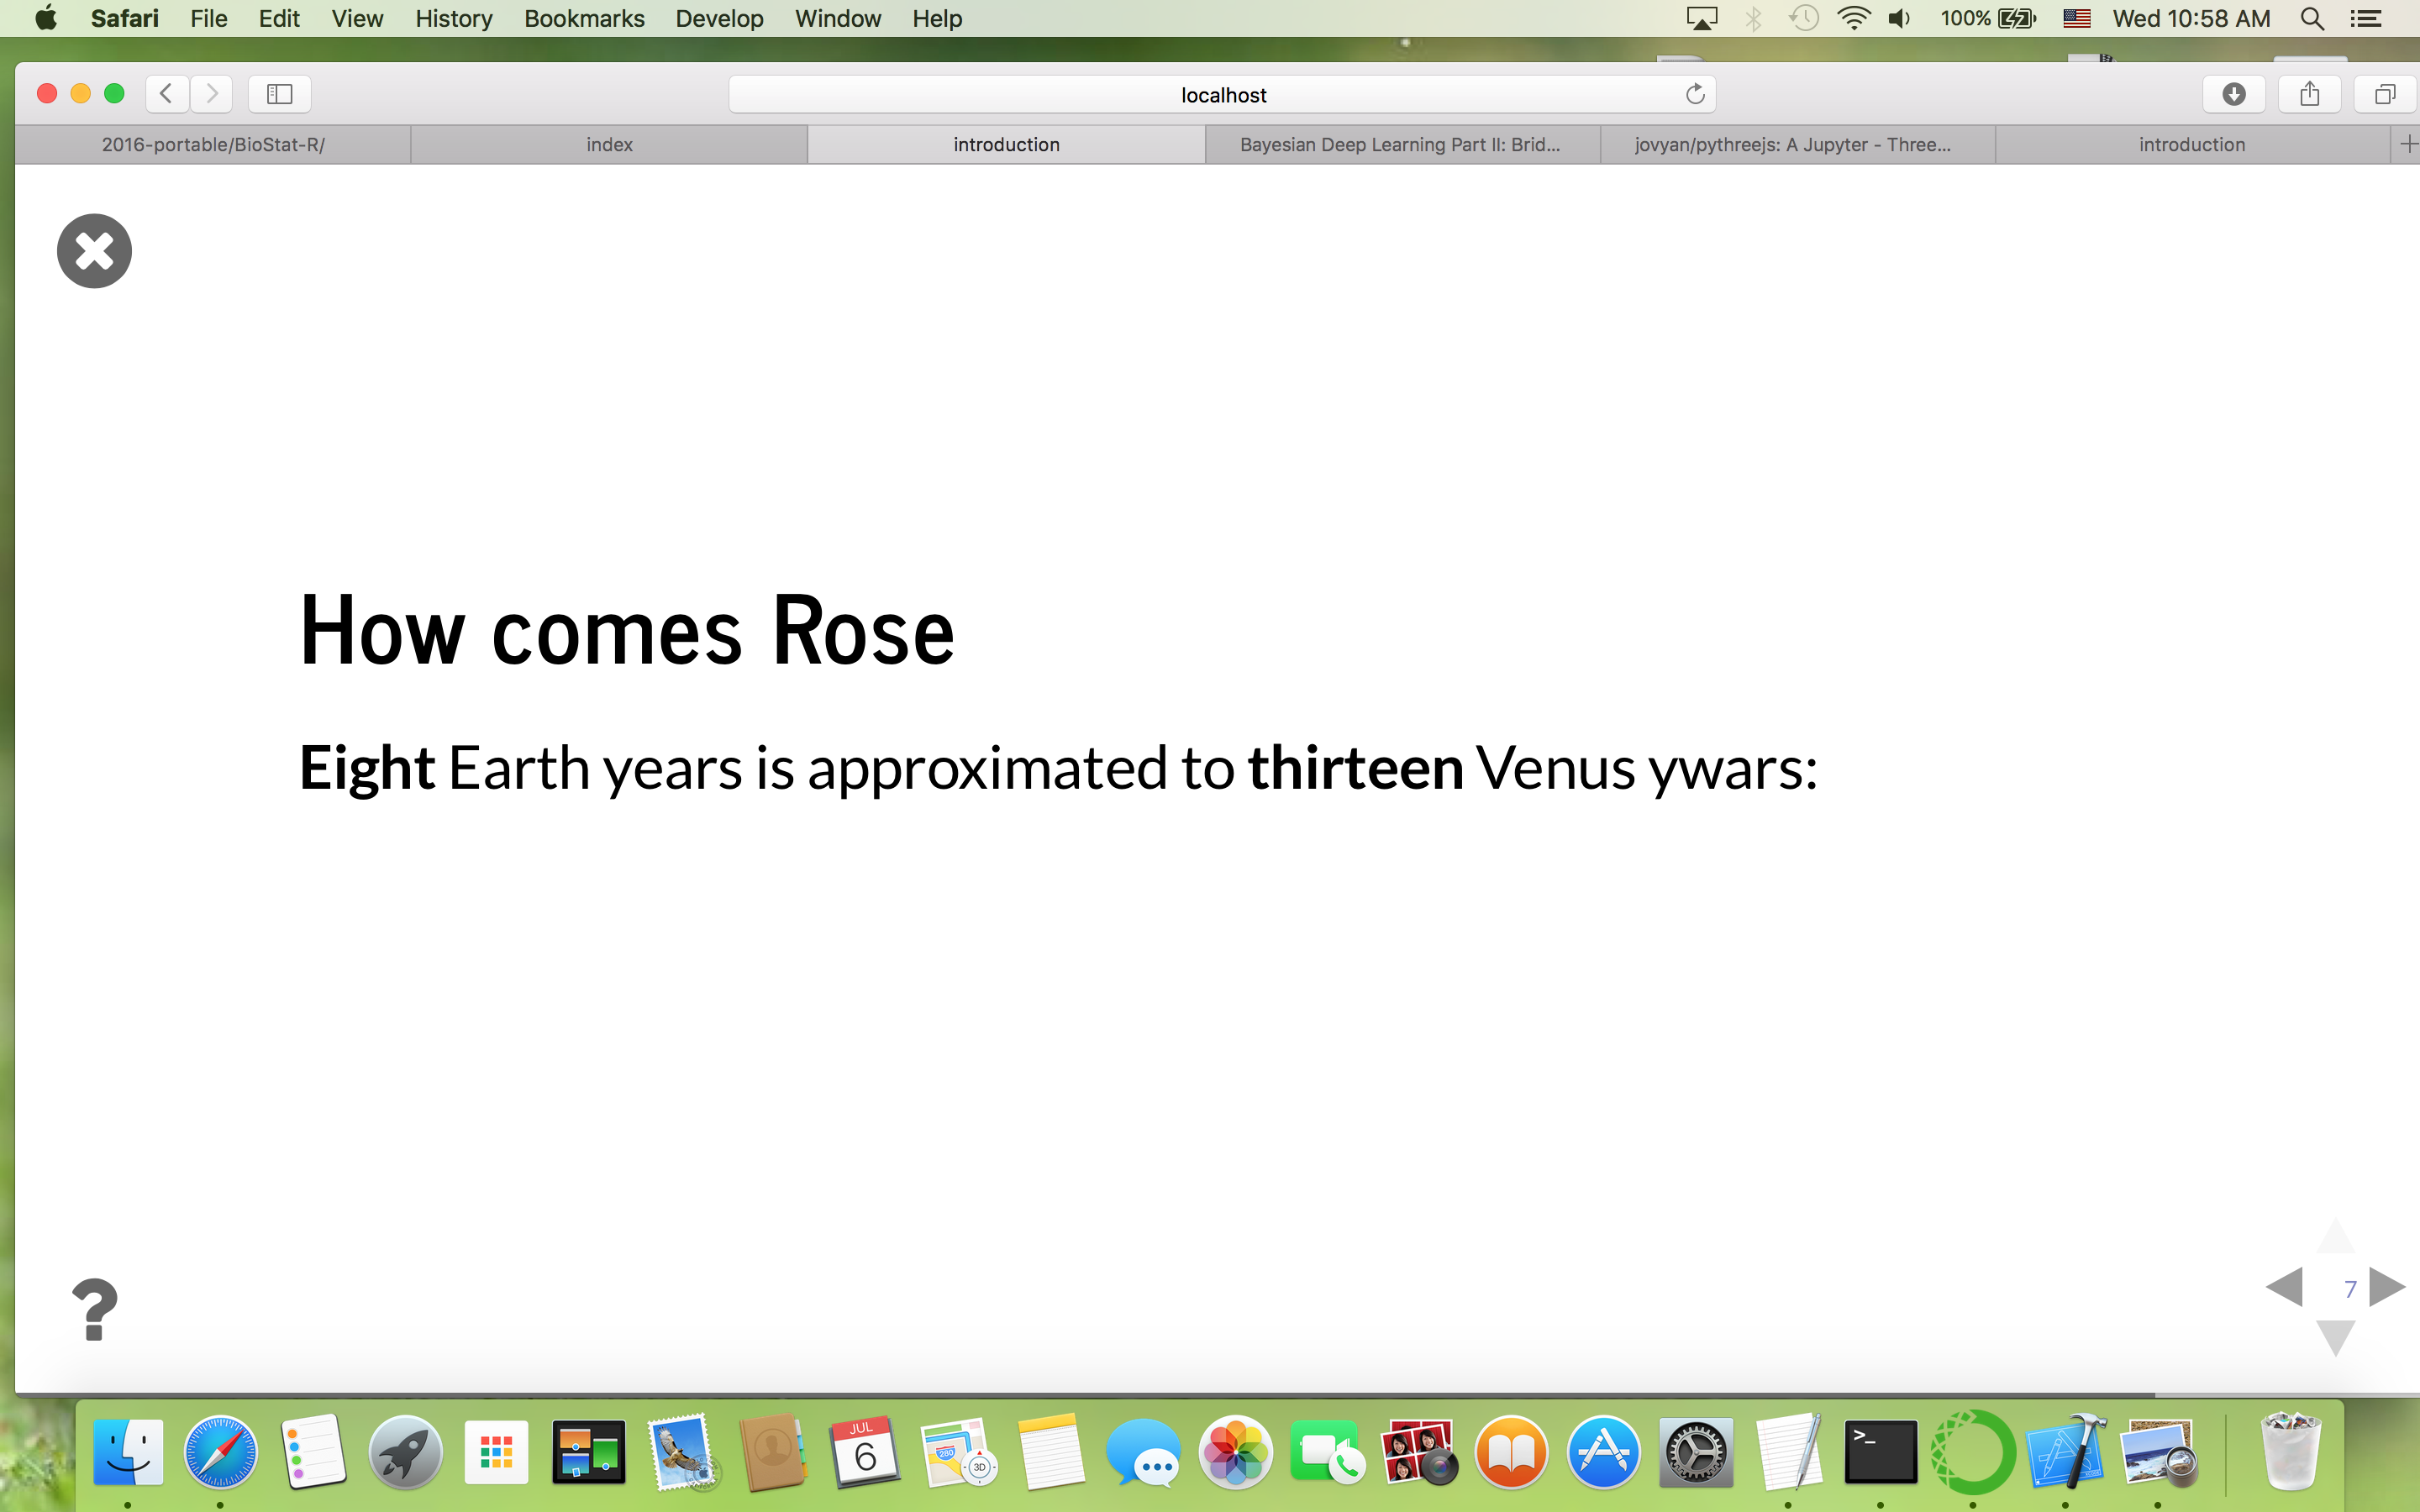 Safari File Edit View History Bookmarks Develop Window Help 100% Wed 10:58 AM
localhost
2016-portable/BioStat-R/ index introduction Bayesian Deep Learning Part II: Brid... jovyan/pythreejs: A Jupyter - Three... introduction
How comes Rose
Eight Earth years is approximated to thirteen Venus ywars:
?
7
JUL
6
280
3D
>_